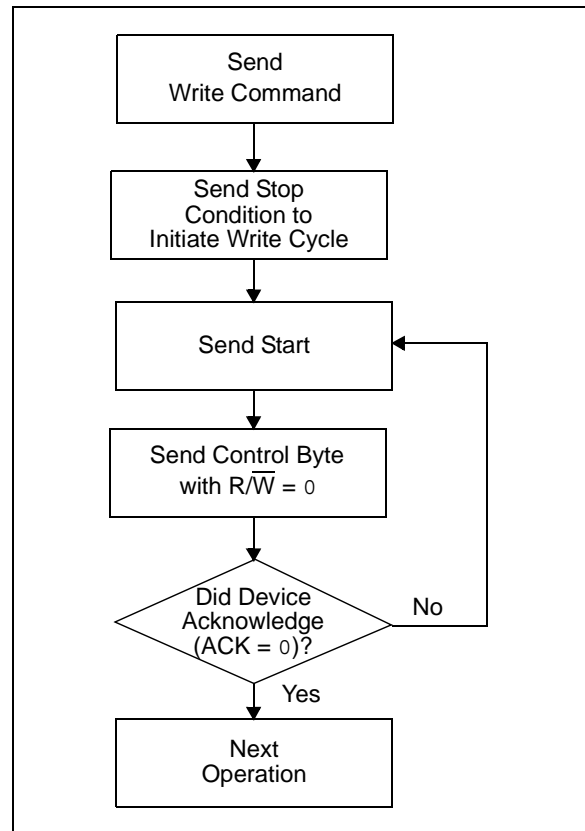 Send
Write Command
Send Stop
Condition to
Initiate Write Cycle
Send Start
Send Control Byte
with R/W̅ = 0
Did Device
Acknowledge
(ACK = 0)?
No
Yes
Next
Operation